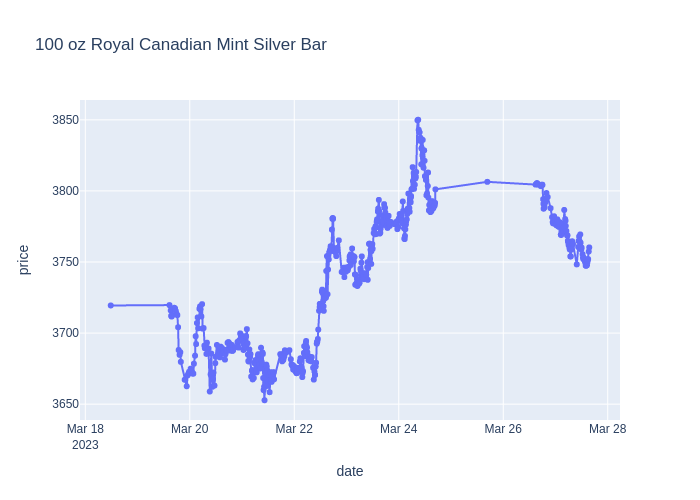 100 oz Royal Canadian Mint Silver Bar
3850
3800
3750
3700
3650
price
Mar 18
2023
Mar 20
Mar 22
Mar 24
Mar 26
Mar 28
date